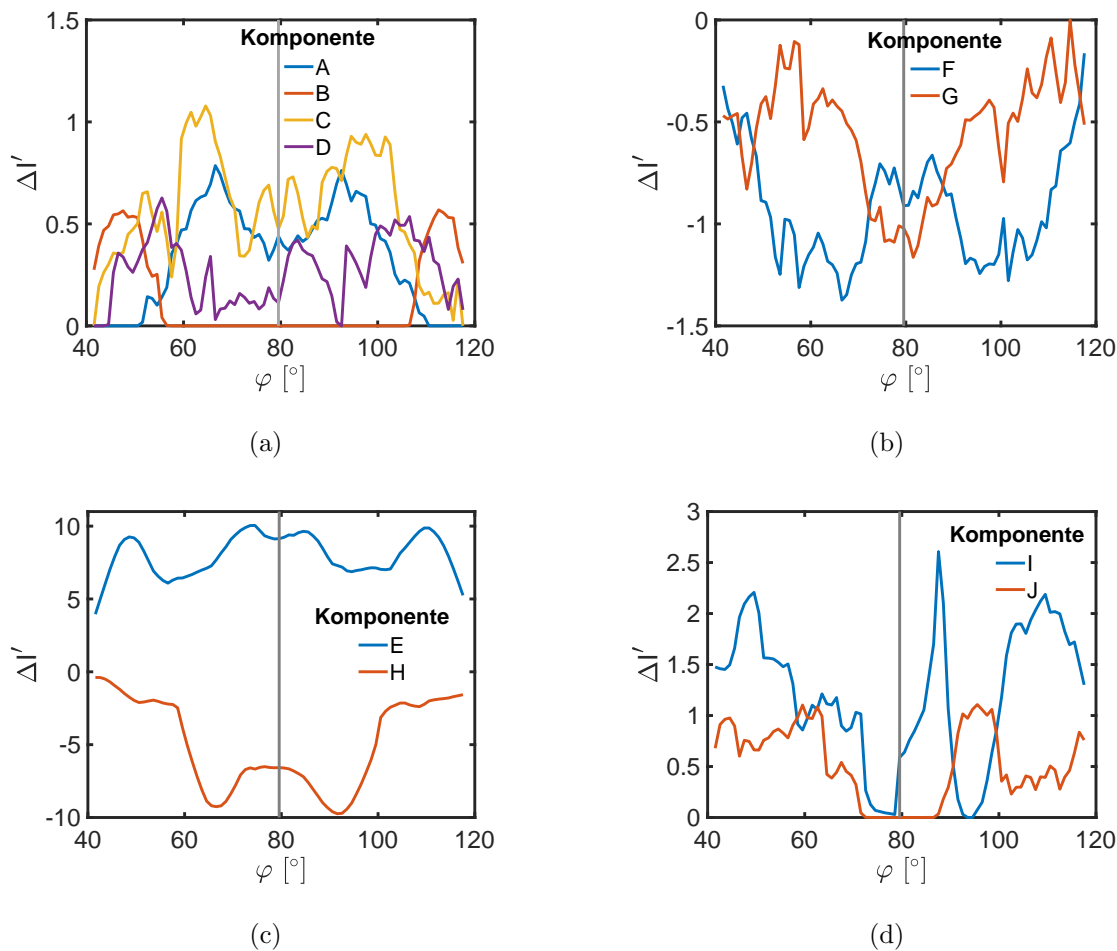 1.5
1
0.5
0
40
60
80
100
120
ΔI′
φ [°]
Komponente
A
B
C
D
(a)
0
-0.5
-1
-1.5
40
60
80
100
120
ΔI′
φ [°]
Komponente
F
G
(b)
10
5
0
-5
-10
40
60
80
100
120
ΔI′
φ [°]
Komponente
E
H
(c)
3
2.5
2
1.5
1
0.5
0
40
60
80
100
120
ΔI′
φ [°]
Komponente
I
J
(d)